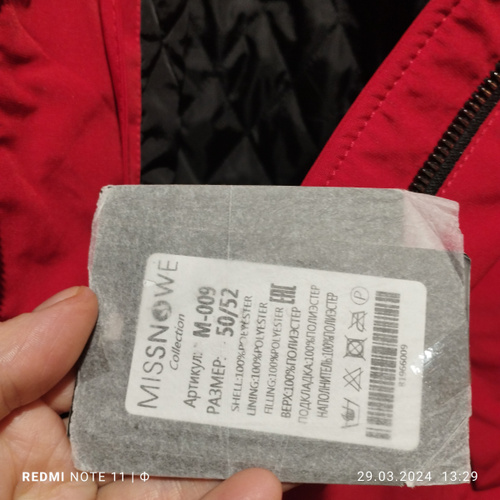 MISSNOWE
Collection
Артикул: M-009
РАЗМЕР: 50/52
SHELL:100%POLYESTER
LINING:100%POLYESTER
FILLING:100%POLYESTER
EAC
ВЕРХ:100%ПОЛИЭСТЕР
ПОДКЛАДКА:100%ПОЛИЭСТЕР
НАПОЛНИТЕЛЬ:100%ПОЛИЭСТЕР
P
81966009
REDMI NOTE 11 | Ф
29.03.2024 13:29